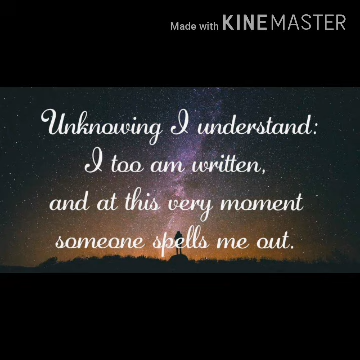 Made with KINEMASTER
Unknowing I understand:
I too am written,
and at this very moment
someone spells me out.